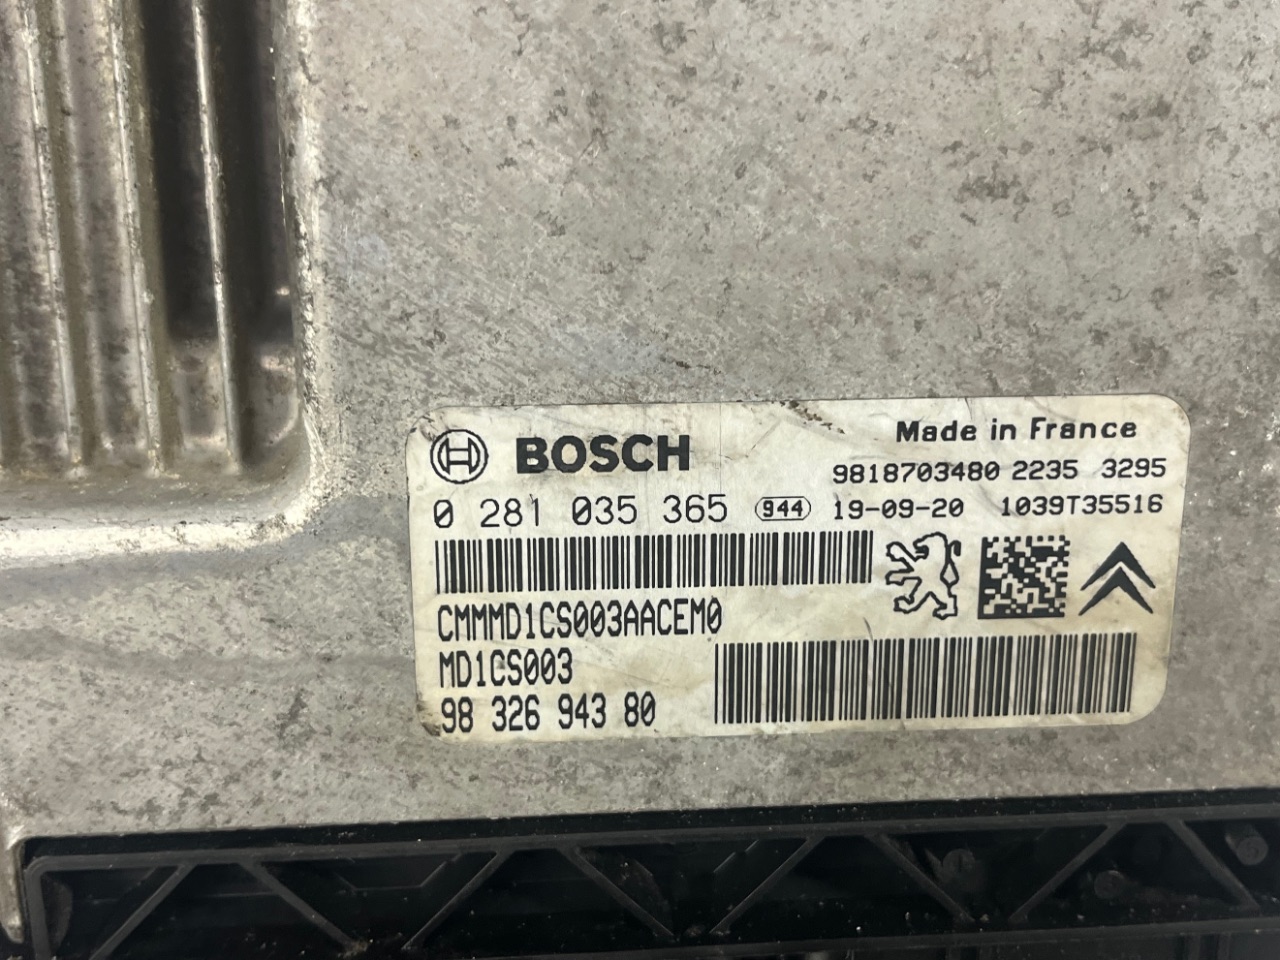 BOSCH
Made in France
9818703480 2235 3295
0 281 035 365 944 19-09-20 1039T35516
CMMMD1CS003AACEM0
MD1CS003
98 326 943 80